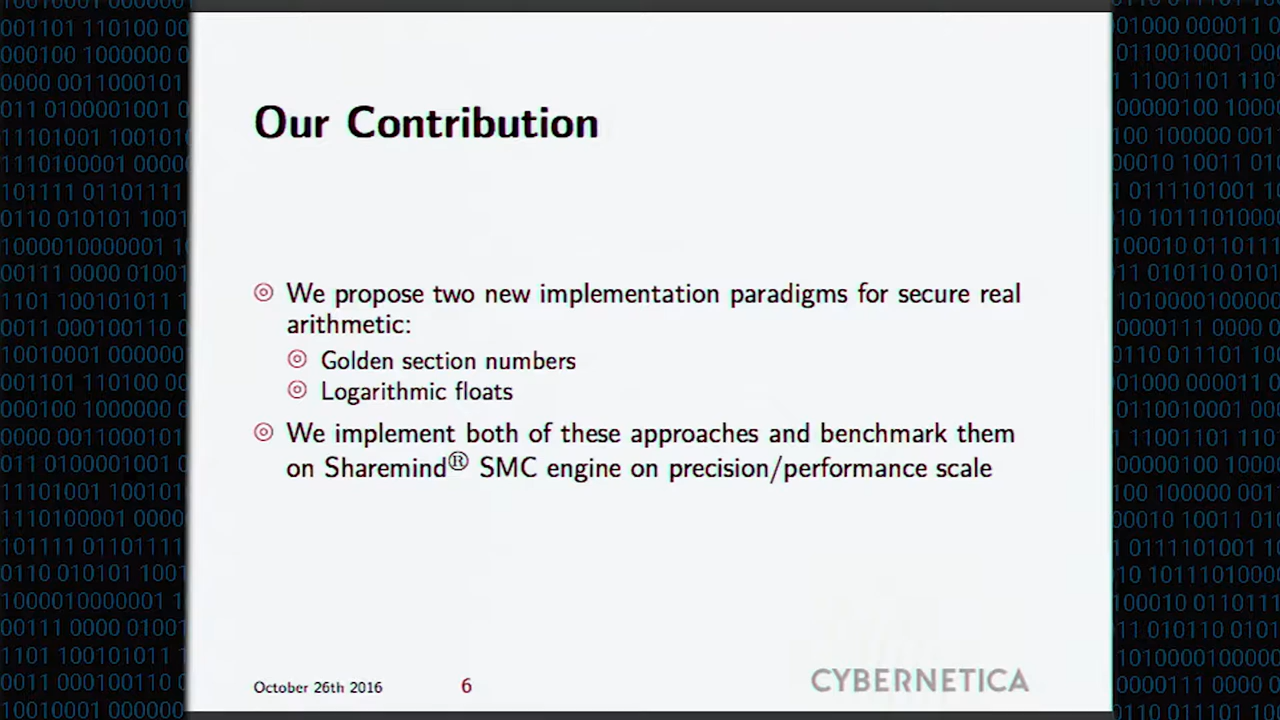 Our Contribution
We propose two new implementation paradigms for secure real
arithmetic:
Golden section numbers
Logarithmic floats
We implement both of these approaches and benchmark them
on Sharemind® SMC engine on precision/performance scale
October 26th 2016 6
CYBERNETICA